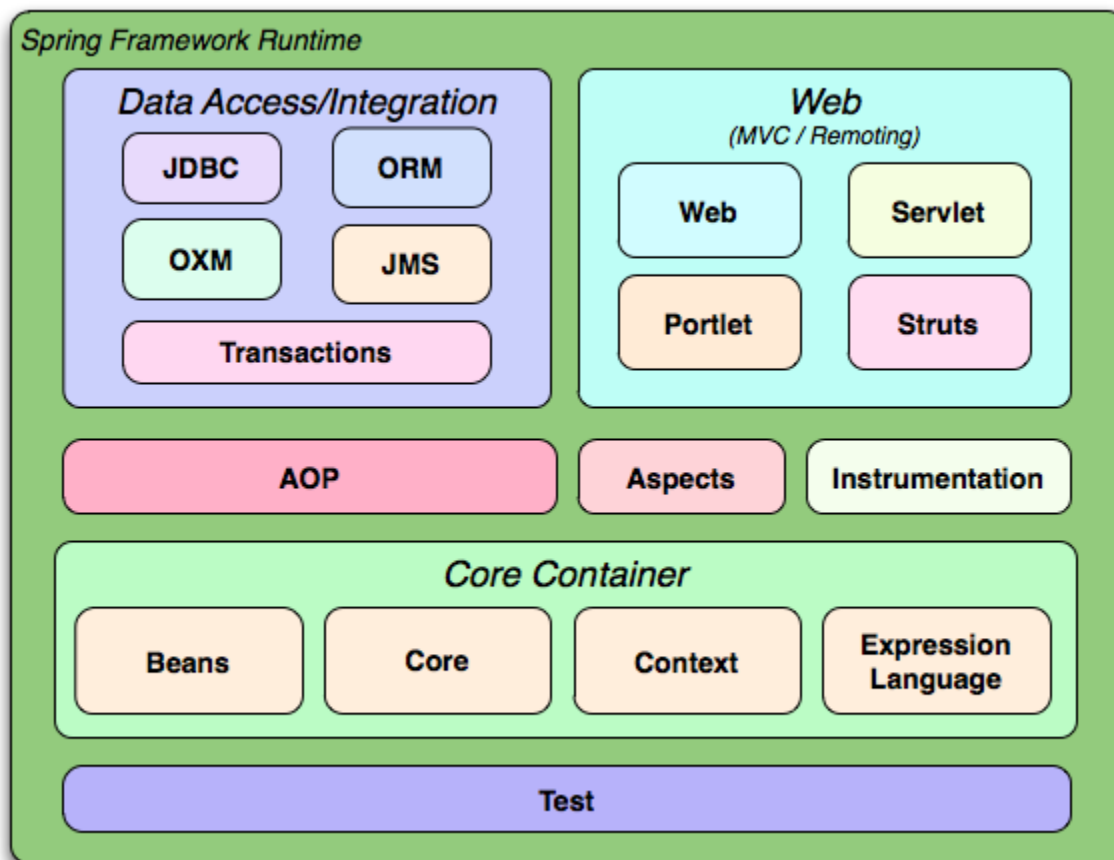 Spring Framework Runtime
Data Access/Integration
JDBC
ORM
OXM
JMS
Transactions
Web
(MVC / Remoting)
Web
Servlet
Portlet
Struts
AOP
Aspects
Instrumentation
Core Container
Beans
Core
Context
Expression
Language
Test